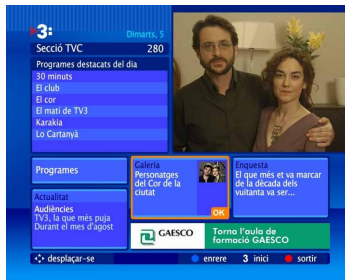 3:
Dimarts, 5
Secció TVC 280
Programes destacats del dia
30 minuts
El club
El cor
El matí de TV3
Karakia
Lo Cartanyà
Programes
Galeria
Personatges
del Cor de la
ciutat
OK
Enquesta
El que més et va marcar
de la dècada dels
vuitanta va ser...
Actualitat
Audiències
TV3, la que més puja
Durant el mes d'agost
GAESCO
Torna l'aula de
formació GAESCO
desplaçar-se
enrere
3 inici
sortir